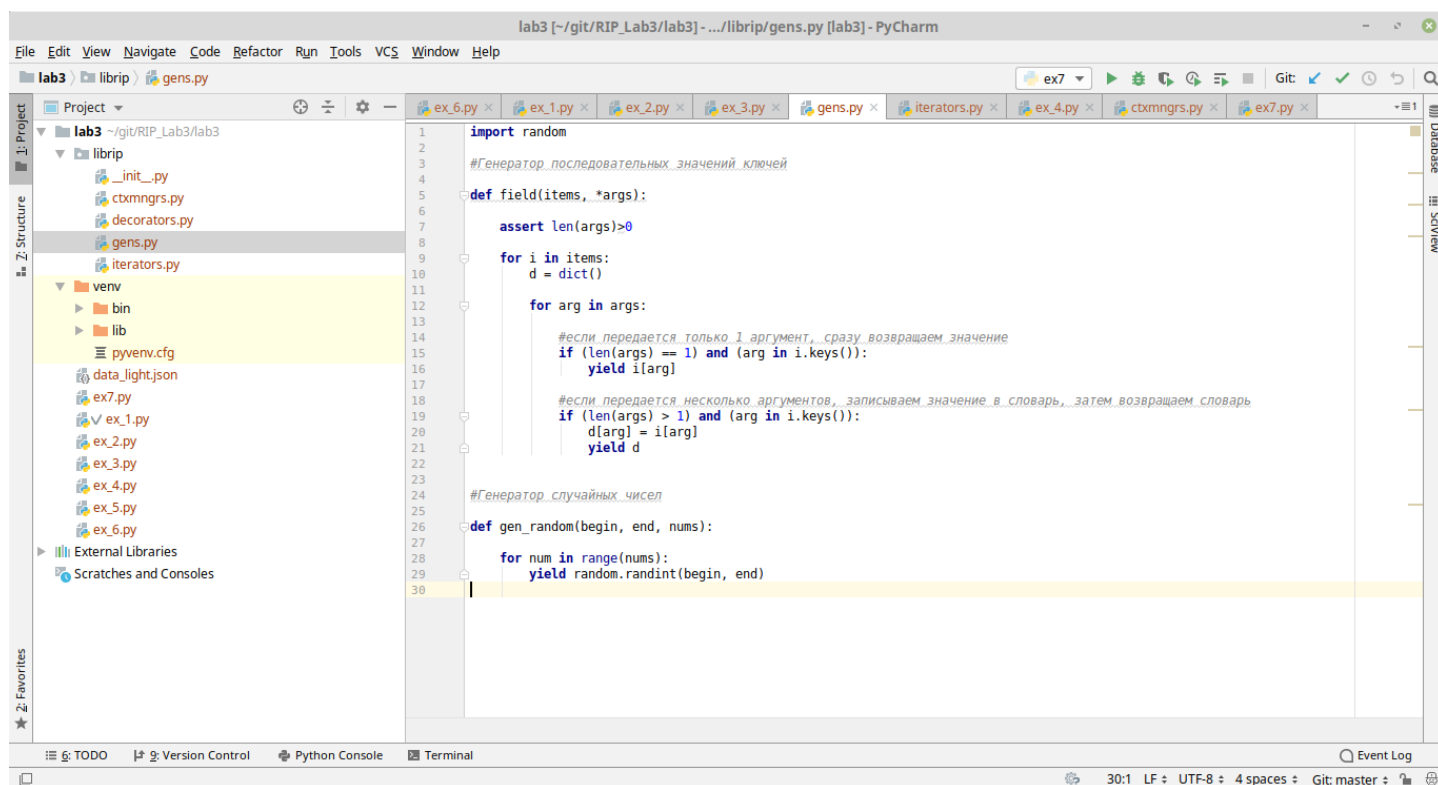 lab3 [~/git/RIP_Lab3/lab3] - .../librip/gens.py [lab3] - PyCharm
File Edit View Navigate Code Refactor Run Tools VCS Window Help
lab3 librip gens.py
ex7 Git:
Project
ex_6.py ex_1.py ex_2.py ex_3.py gens.py iterators.py ex_4.py ctxmngrs.py ex7.py 1
1: Project
7: Structure
2: Favorites
Database
SciView
lab3 ~/git/RIP_Lab3/lab3
librip
__init__.py
ctxmngrs.py
decorators.py
gens.py
iterators.py
venv
bin
lib
pyvenv.cfg
data_light.json
ex7.py
ex_1.py
ex_2.py
ex_3.py
ex_4.py
ex_5.py
ex_6.py
External Libraries
Scratches and Consoles
1 import random
2
3 #Генератор последовательных значений ключей
4
5 def field(items, *args):
6
7 assert len(args)>0
8
9 for i in items:
10 d = dict()
11
12 for arg in args:
13
14 #если передается только 1 аргумент, сразу возвращаем значение
15 if (len(args) == 1) and (arg in i.keys()):
16 yield i[arg]
17
18 #если передается несколько аргументов, записываем значение в словарь, затем возвращаем словарь
19 if (len(args) > 1) and (arg in i.keys()):
20 d[arg] = i[arg]
21 yield d
22
23
24 #Генератор случайных чисел
25
26 def gen_random(begin, end, nums):
27
28 for num in range(nums):
29 yield random.randint(begin, end)
30
6: TODO 9: Version Control Python Console Terminal Event Log
30:1 LF UTF-8 4 spaces Git: master